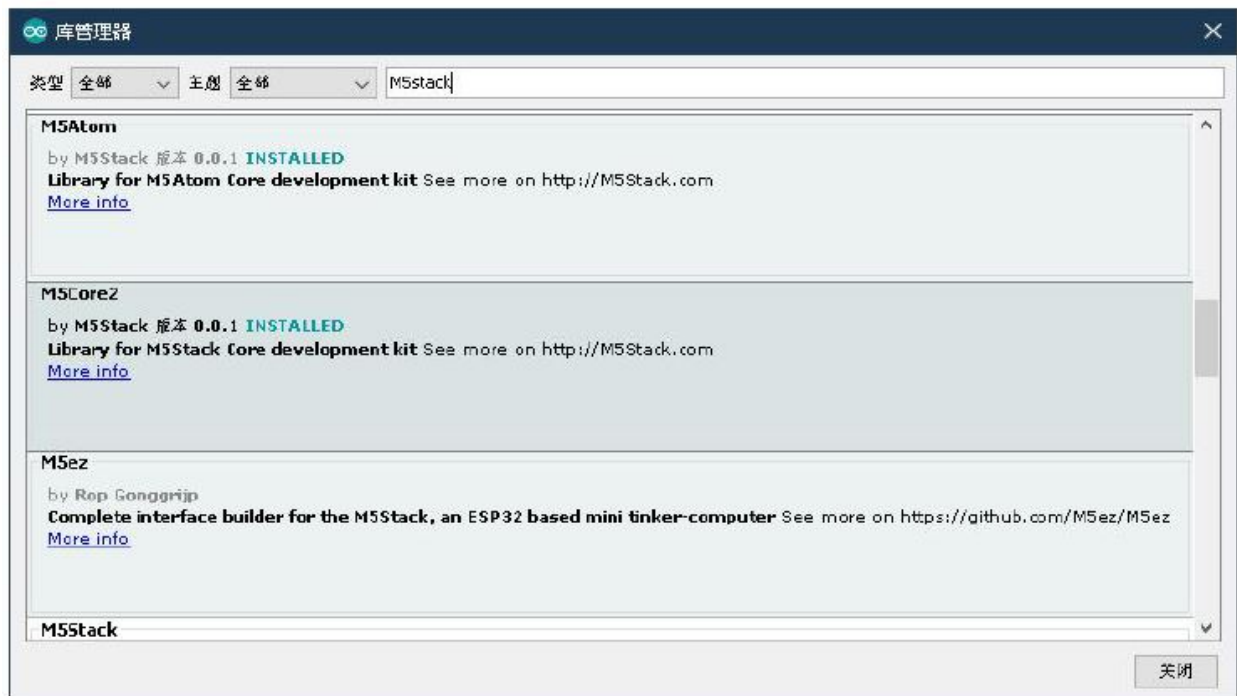 库管理器
类型 全部 主题 全部 M5stack
M5Atom
by M5Stack 版本 0.0.1 INSTALLED
Library for M5Atom Core development kit See more on http://M5Stack.com
More info
M5Core2
by M5Stack 版本 0.0.1 INSTALLED
Library for M5Stack Core development kit See more on http://M5Stack.com
More info
M5ez
by Rop Gonggrijp
Complete interface builder for the M5Stack, an ESP32 based mini tinker-computer See more on https://github.com/M5ez/M5ez
More info
M5Stack
关闭